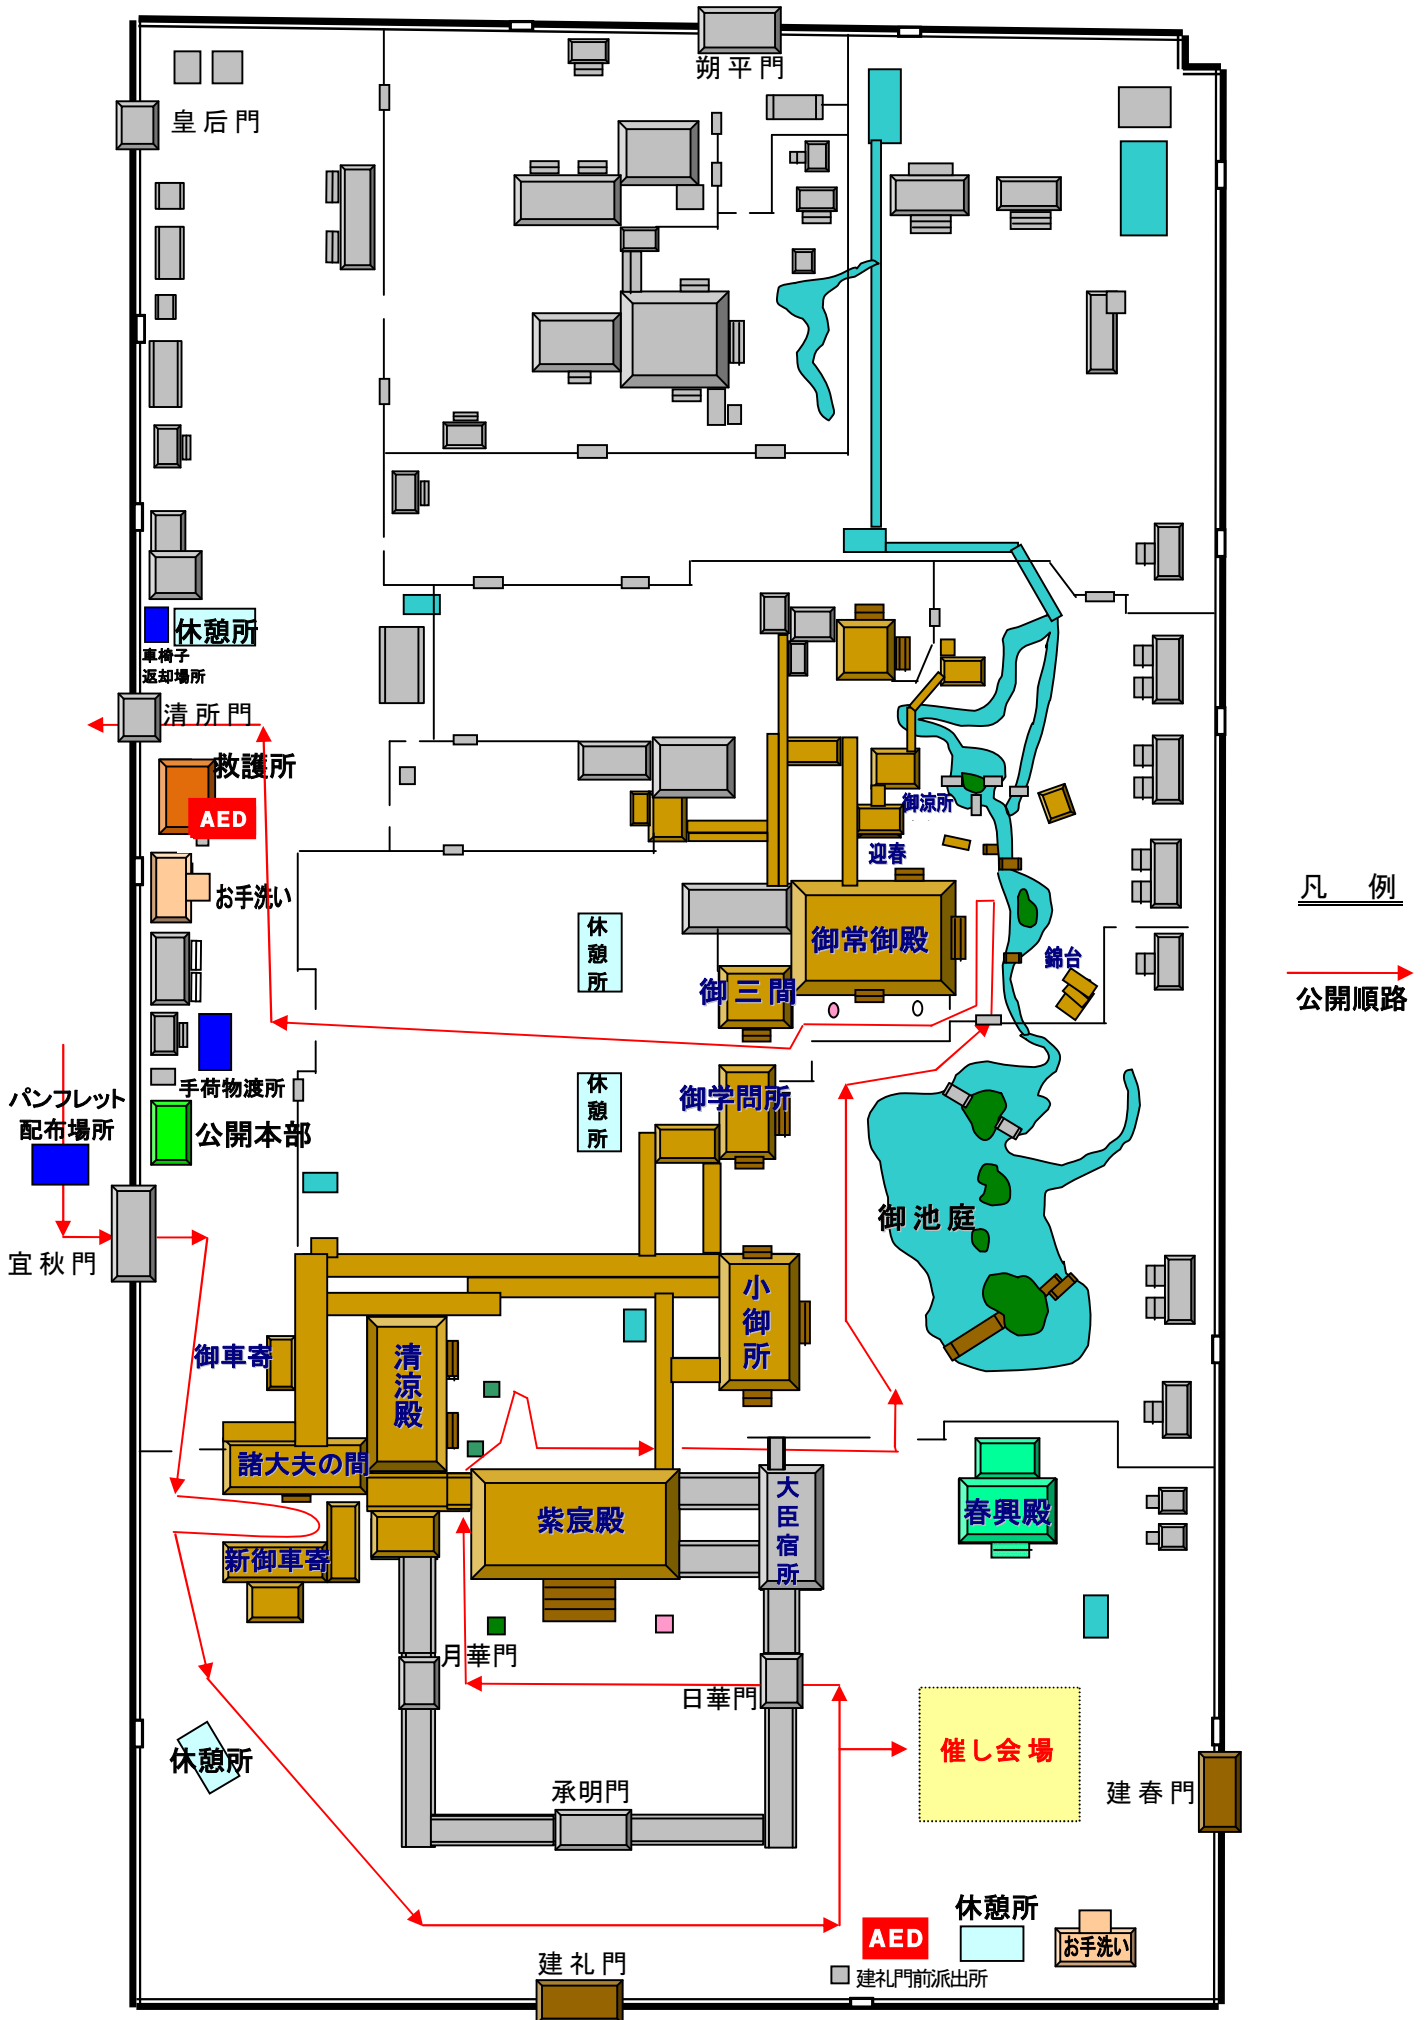 朔平門
皇后門
休憩所
車椅子
返却場所
清所門
救護所
AED
御涼所
迎春
お手洗い
凡　例
休憩所
御常御殿
錦台
御三間
公開順路
手荷物渡所
パンフレット
配布場所
休憩所
御学問所
公開本部
御池庭
宜秋門
小御所
御車寄
清涼殿
諸大夫の間
大臣宿所
紫宸殿
春興殿
新御車寄
月華門
日華門
休憩所
催し会場
承明門
建春門
休憩所
AED
お手洗い
建礼門
建礼門前派出所